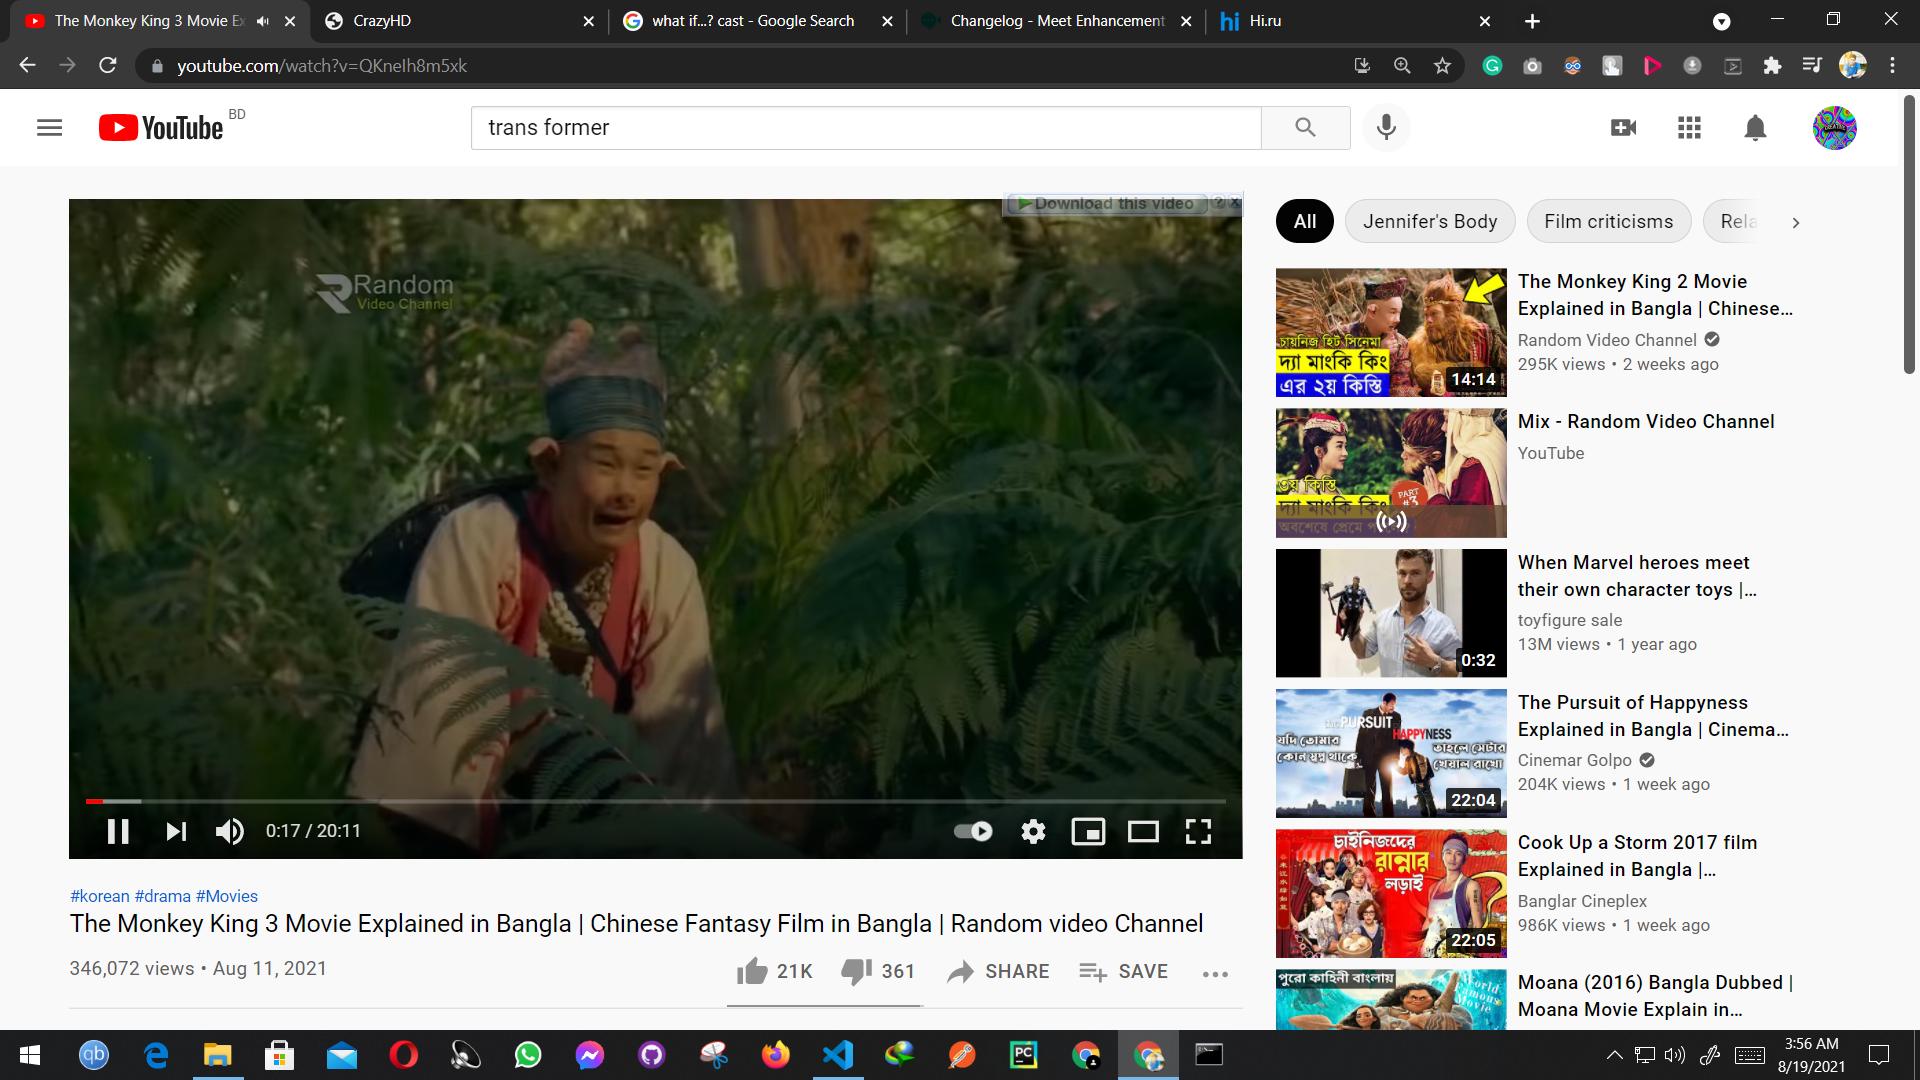 The Monkey King 3 Movie Ex
CrazyHD
what if...? cast - Google Search
Changelog - Meet Enhancement
hi Hi.ru
youtube.com/watch?v=QKneIh8m5xk
YouTube BD
trans former
Download this video
Random
Video Channel
0:17 / 20:11
#korean #drama #Movies
The Monkey King 3 Movie Explained in Bangla | Chinese Fantasy Film in Bangla | Random video Channel
346,072 views • Aug 11, 2021
21K
361
SHARE
SAVE
All
Jennifer's Body
Film criticisms
Rela
চায়নিজ হিট সিনেমা
দ্যা মাংকি কিং
এর ২য় কিস্তি
14:14
The Monkey King 2 Movie
Explained in Bangla | Chinese...
Random Video Channel
295K views • 2 weeks ago
৩য় কিস্তি
দ্যা মাংকি কিং
PART
#3
Mix - Random Video Channel
YouTube
0:32
When Marvel heroes meet
their own character toys |...
toyfigure sale
13M views • 1 year ago
PURSUIT
HAPPYNESS
যদি তোমার
কোন স্বপ্ন থাকে
তাহলে সেটার
খেয়াল রাখো
22:04
The Pursuit of Happyness
Explained in Bangla | Cinema...
Cinemar Golpo
204K views • 1 week ago
চাইনিজদের
রান্নার
লড়াই
22:05
Cook Up a Storm 2017 film
Explained in Bangla |...
Banglar Cineplex
986K views • 1 week ago
পুরো কাহিনী বাংলায়
World
Famous
Movie
Moana (2016) Bangla Dubbed |
Moana Movie Explain in...
qb
PC
3:56 AM
8/19/2021